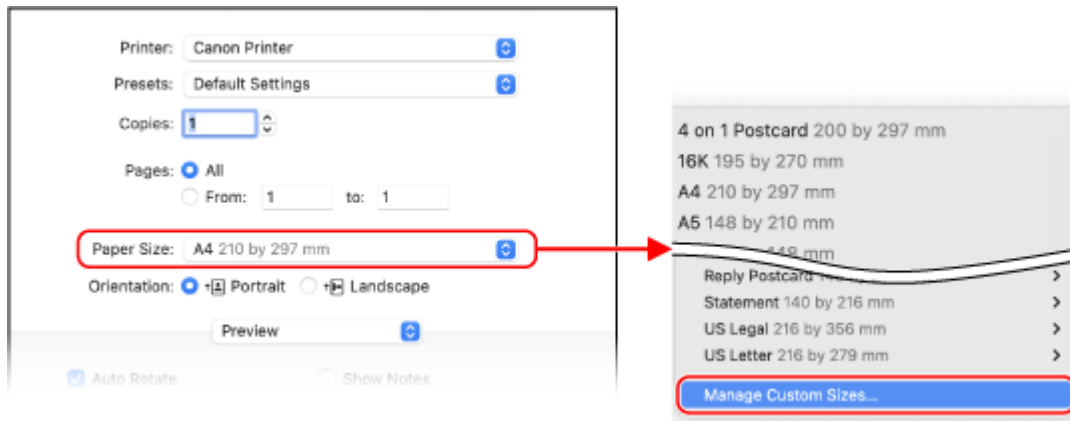 Printer: Canon Printer
Presets: Default Settings
Copies: 1
Pages: All
From: 1 to: 1
Paper Size: A4 210 by 297 mm
Orientation: Portrait Landscape
Preview
Auto Rotate Show Notes
4 on 1 Postcard 200 by 297 mm
16K 195 by 270 mm
A4 210 by 297 mm
A5 148 by 210 mm
148 mm
Reply Postcard
Statement 140 by 216 mm
US Legal 216 by 356 mm
US Letter 216 by 279 mm
Manage Custom Sizes...